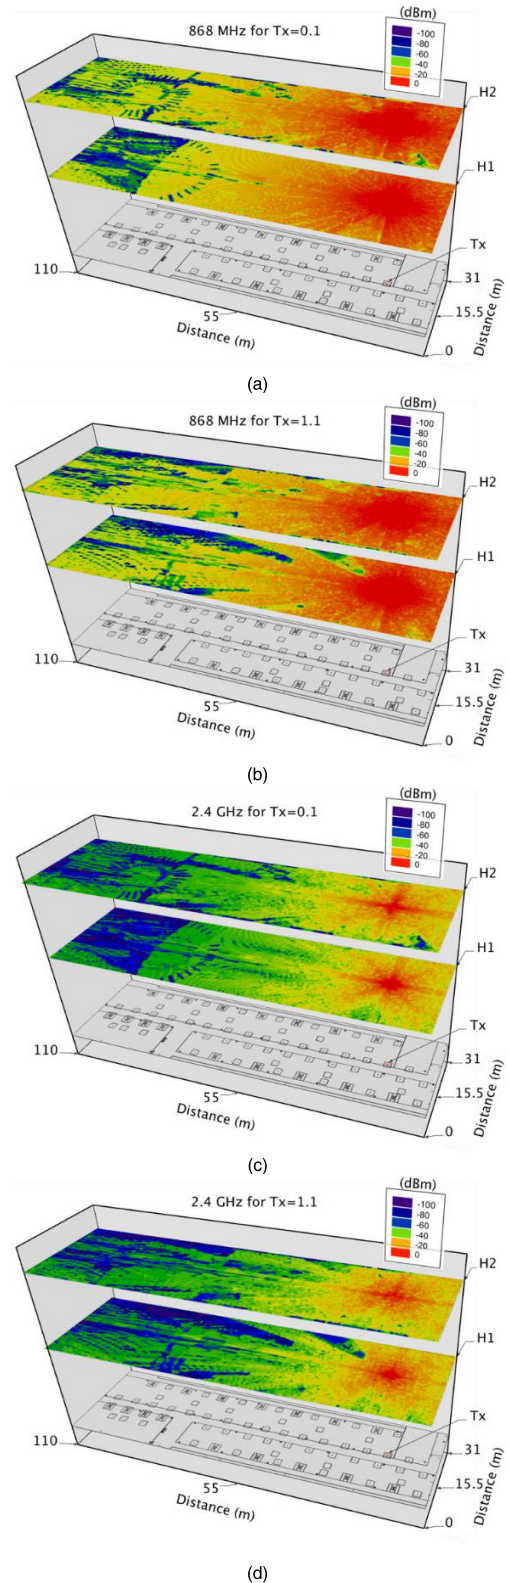 (dBm)
868 MHz for Tx=0.1
-100
-80
-60
-40
-20
0
H2
H1
Tx
110
31
55
15.5
Distance (m)
0
Distance (m)
(a)
(dBm)
868 MHz for Tx=1.1
-100
-80
-60
-40
-20
0
H2
H1
Tx
110
31
55
15.5
Distance (m)
0
Distance (m)
(b)
(dBm)
2.4 GHz for Tx=0.1
-100
-80
-60
-40
-20
0
H2
H1
Tx
110
31
55
15.5
Distance (m)
0
Distance (m)
(c)
(dBm)
2.4 GHz for Tx=1.1
-100
-80
-60
-40
-20
0
H2
H1
Tx
110
31
55
15.5
Distance (m)
0
Distance (m)
(d)